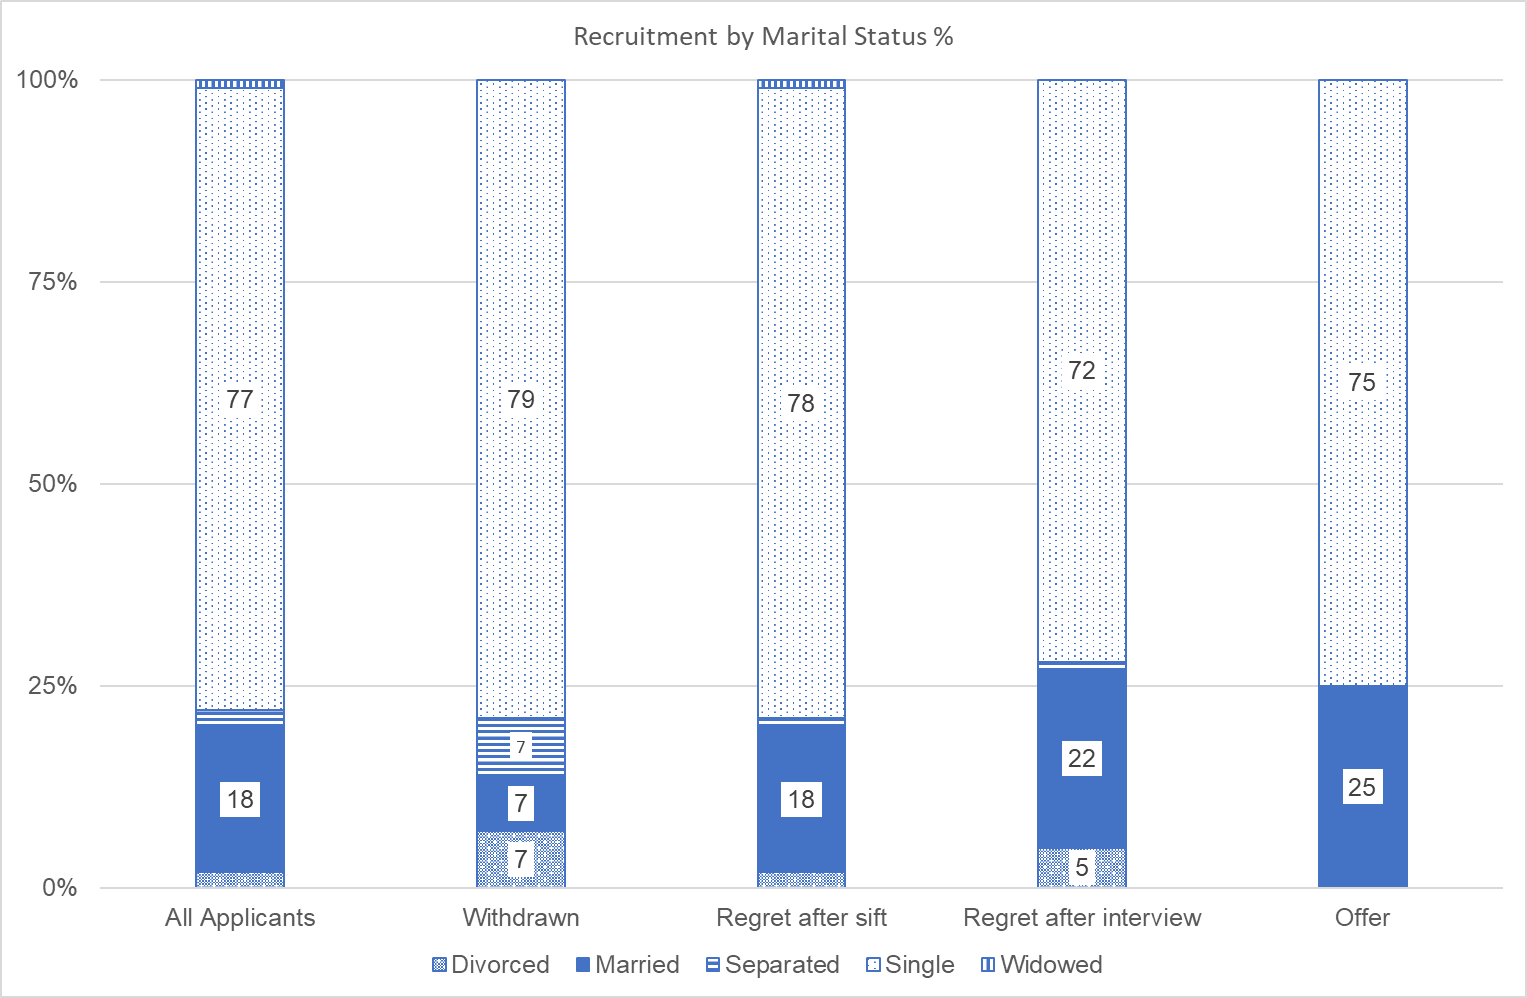 Recruitment by Marital Status %
100%
75%
50%
25%
0%
77
18
79
7
7
7
78
18
72
22
5
75
25
All Applicants
Withdrawn
Regret after sift
Regret after interview
Offer
Divorced Married Separated Single Widowed